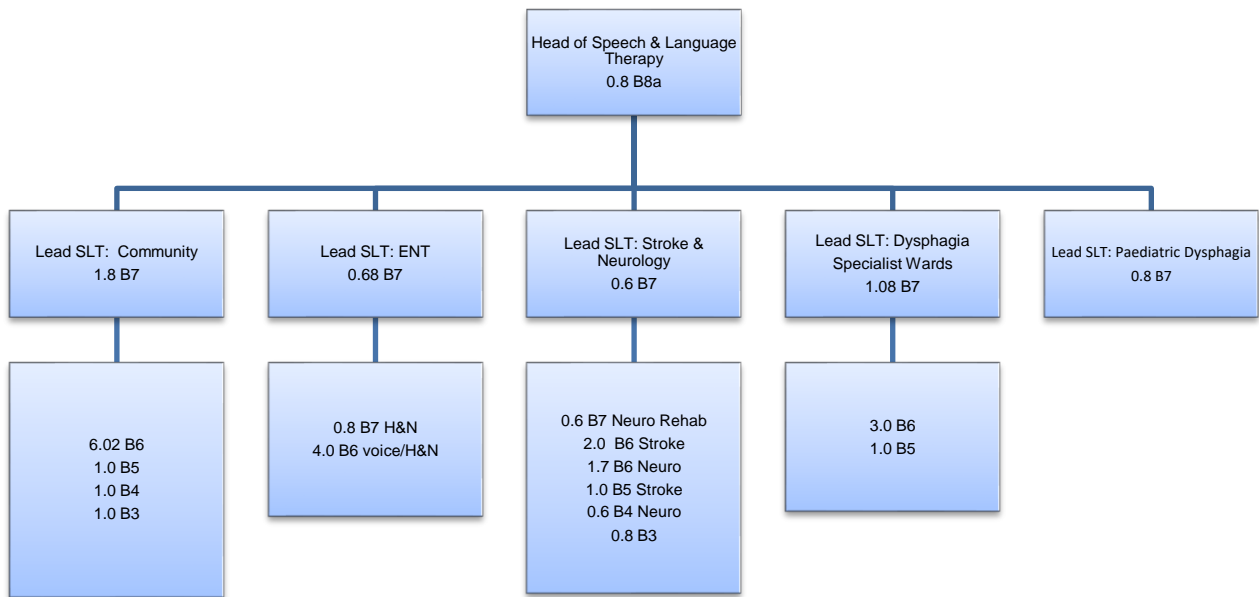 Head of Speech & Language
Therapy
0.8 B8a
Lead SLT: Community
1.8 B7
Lead SLT: ENT
0.68 B7
Lead SLT: Stroke &
Neurology
0.6 B7
Lead SLT: Dysphagia
Specialist Wards
1.08 B7
Lead SLT: Paediatric Dysphagia
0.8 B7
6.02 B6
1.0 B5
1.0 B4
1.0 B3
0.8 B7 H&N
4.0 B6 voice/H&N
0.6 B7 Neuro Rehab
2.0 B6 Stroke
1.7 B6 Neuro
1.0 B5 Stroke
0.6 B4 Neuro
0.8 B3
3.0 B6
1.0 B5